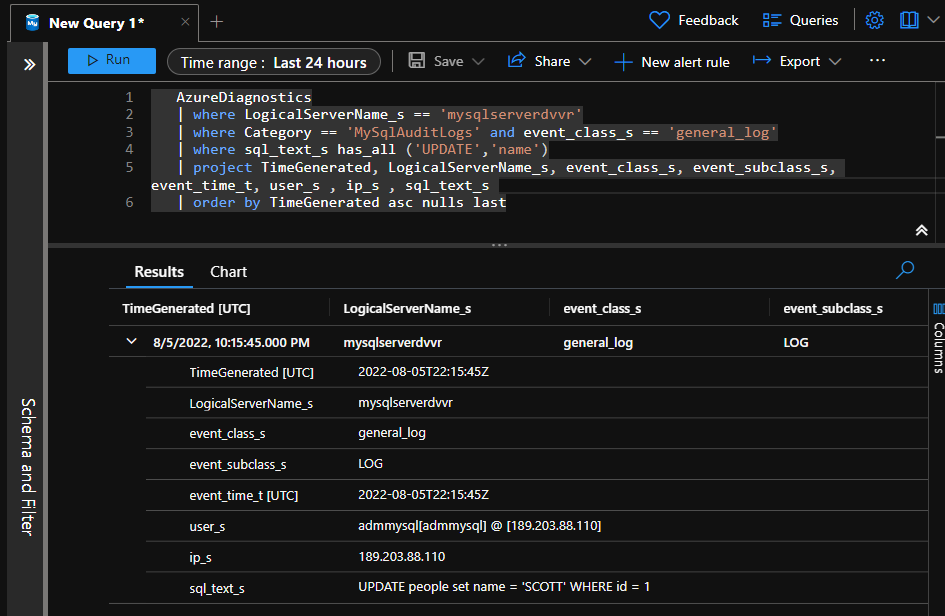 New Query 1*
Feedback
Queries
Run
Time range : Last 24 hours
Save
Share
New alert rule
Export
1 AzureDiagnostics
2 | where LogicalServerName_s == 'mysqlserverdvvr'
3 | where Category == 'MySqlAuditLogs' and event_class_s == 'general_log'
4 | where sql_text_s has_all ('UPDATE','name')
5 | project TimeGenerated, LogicalServerName_s, event_class_s, event_subclass_s,
event_time_t, user_s , ip_s , sql_text_s
6 | order by TimeGenerated asc nulls last
Schema and Filter
Results Chart
TimeGenerated [UTC] LogicalServerName_s event_class_s event_subclass_s
8/5/2022, 10:15:45.000 PM mysqlserverdvvr general_log LOG
TimeGenerated [UTC] 2022-08-05T22:15:45Z
LogicalServerName_s mysqlserverdvvr
event_class_s general_log
event_subclass_s LOG
event_time_t [UTC] 2022-08-05T22:15:45Z
user_s admmysql[admmysql] @ [189.203.88.110]
ip_s 189.203.88.110
sql_text_s UPDATE people set name = 'SCOTT' WHERE id = 1
Columns